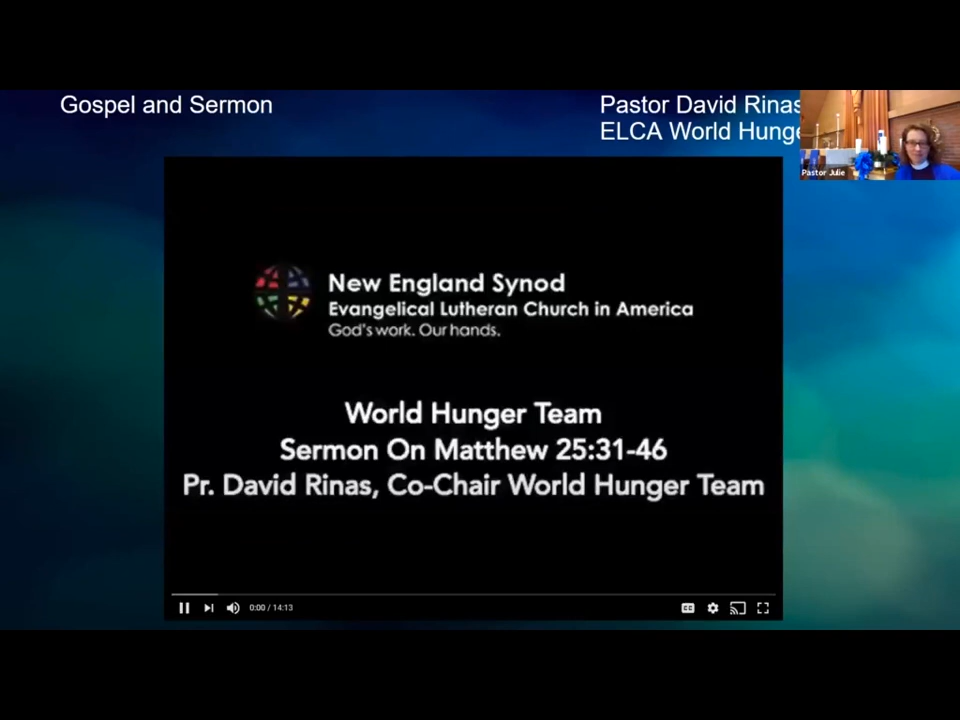 Gospel and Sermon
Pastor David Rinas
ELCA World Hunge
Pastor Julie
New England Synod
Evangelical Lutheran Church in America
God's work. Our hands.
World Hunger Team
Sermon On Matthew 25:31-46
Pr. David Rinas, Co-Chair World Hunger Team
0:00 / 14:13
CC